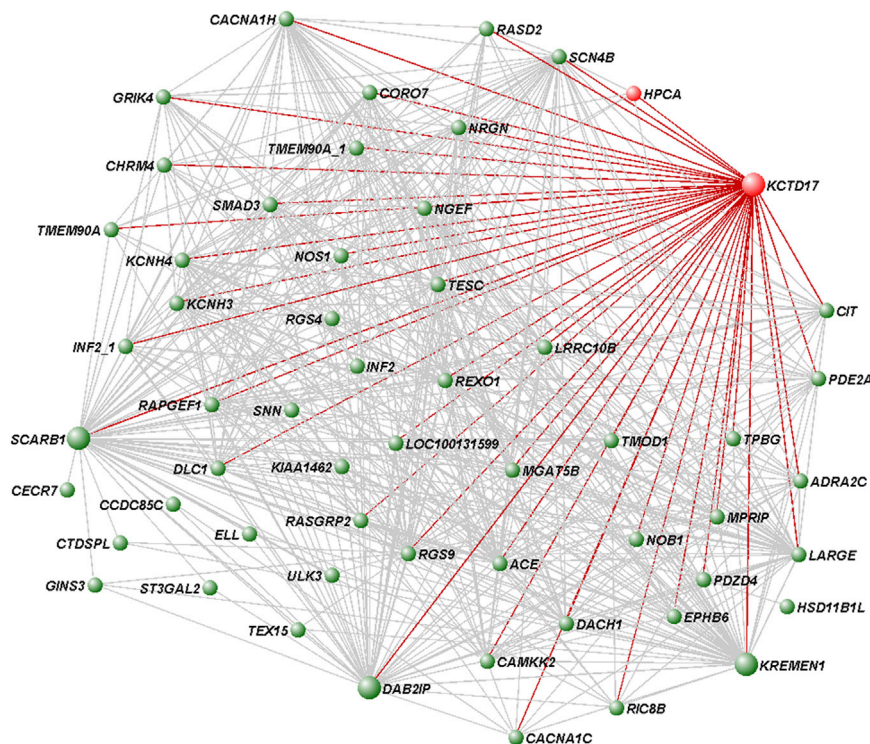 CACNA1H
RASD2
SCN4B
GRIK4
CORO7
HPCA
NRGN
TMEM90A_1
CHRM4
KCTD17
SMAD3
NGEF
TMEM90A
KCNH4
NOS1
TESC
KCNH3
CIT
RGS4
INF2_1
LRRC10B
INF2
REXO1
PDE2A
RAPGEF1
SNN
SCARB1
LOC100131599
TMOD1
TPBG
DLC1
KIAA1462
MGAT5B
ADRA2C
CECR7
CCDC85C
MPRIP
RASGRP2
ELL
NOB1
CTDSPL
RGS9
LARGE
ACE
ULK3
PDZD4
GINS3
ST3GAL2
HSD11B1L
EPHB6
DACH1
TEX15
CAMKK2
KREMEN1
DAB2IP
RIC8B
CACNA1C